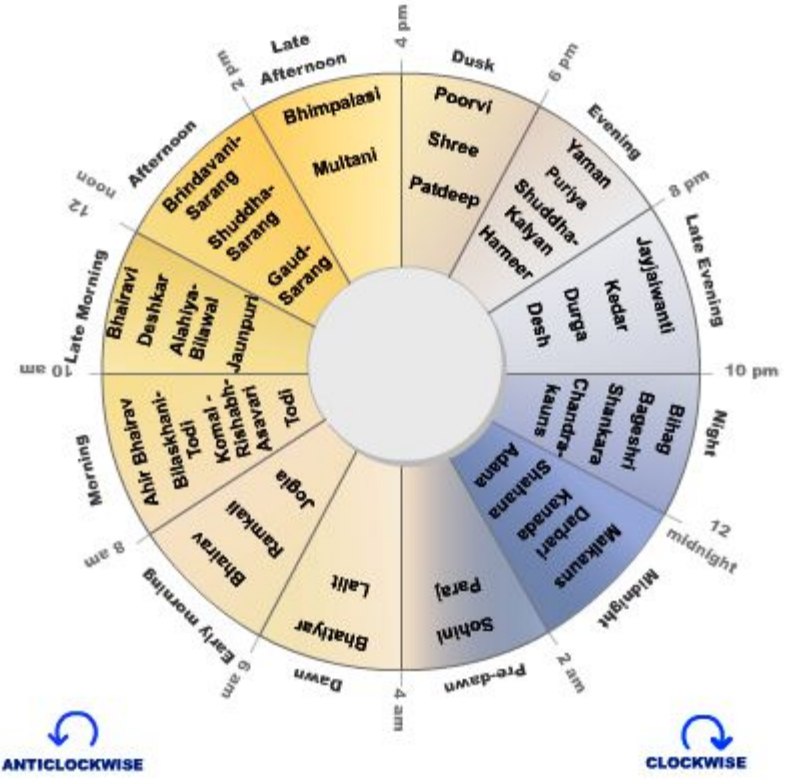 4 pm
Dusk
Poorvi
Shree
Patdeep
6 pm
Evening
Yaman
Puriya
Shuddha-
Kalyan
Hameer
8 pm
Late Evening
Jayjaiwanti
Kedar
Durga
Desh
10 pm
Night
Bihag
Bageshri
Shankara
Chandra-
kauns
12
midnight
Midnight
Malkauns
Darbari
Kanada
Shahana
Adana
2 am
Pre-dawn
Sohini
Paraj
4 am
Dawn
Bhatiyar
Lalit
6 am
Early morning
Bhairav
Ramkali
Jogia
8 am
Morning
Ahir Bhairav
Bilaskhani-
Todi
Komal-
Rishabh-
Asavari
Todi
10 am
Late Morning
Bhairavi
Deshkar
Alahiya-
Bilawal
Jaunpuri
12
noon
Afternoon
Brindavani-
Sarang
Shuddha-
Sarang
Gaud-
Sarang
2 pm
Late
Afternoon
Bhimpalasi
Multani
ANTICLOCKWISE
CLOCKWISE